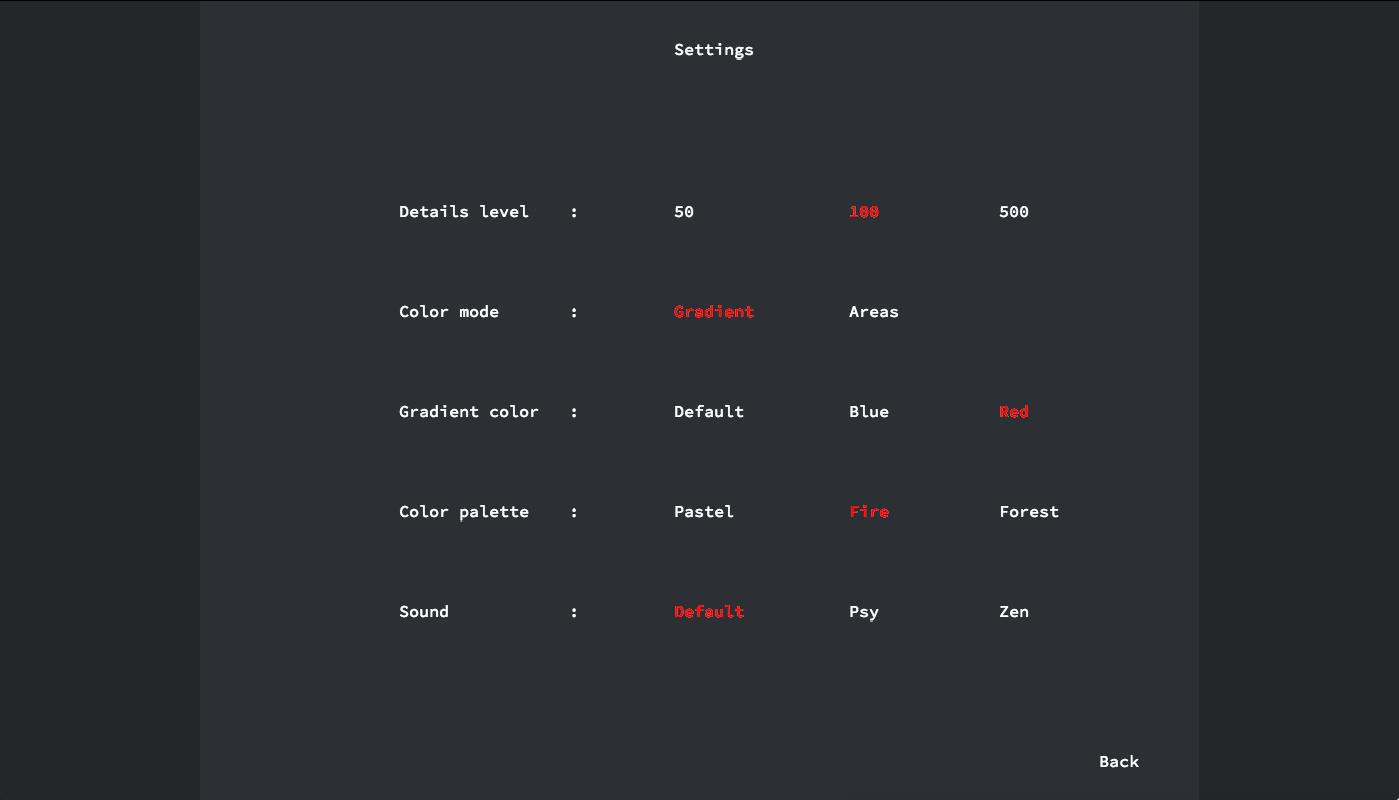 Settings
Details level : 50 100 500
Color mode : Gradient Areas
Gradient color : Default Blue Red
Color palette : Pastel Fire Forest
Sound : Default Psy Zen
Back